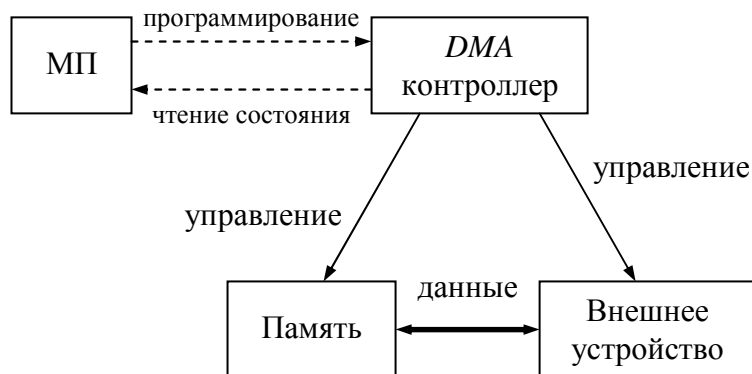 программирование
МП
DMA
контроллер
чтение состояния
управление
управление
данные
Память
Внешнее
устройство